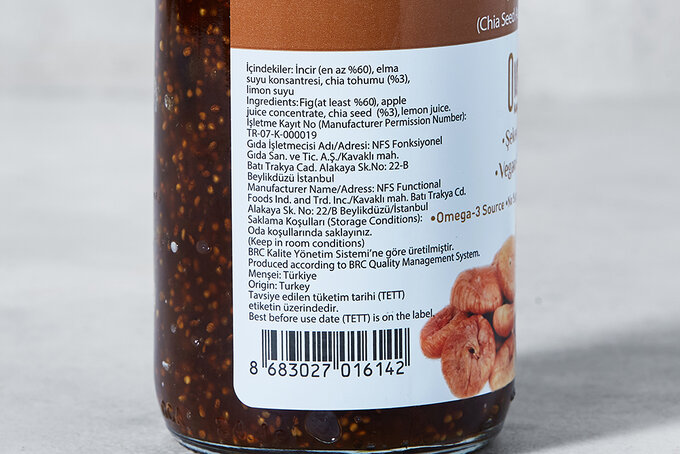 (Chia Seed
İçindekiler: İncir (en az %60), elma
suyu konsantresi, chia tohumu (%3),
limon suyu
Ingredients: Fig(at least %60), apple
juice concentrate, chia seed (%3), lemon juice.
İşletme Kayıt No (Manufacturer Permission Number):
TR-07-K-000019
Gıda İşletmecisi Adı/Adresi: NFS Fonksiyonel
Gıda San. ve Tic. A.Ş./Kavaklı mah.
Batı Trakya Cad. Alakaya Sk.No: 22-B
Beylikdüzü İstanbul
Manufacturer Name/Adress: NFS Functional
Foods Ind. and Trd. Inc./Kavaklı mah. Batı Trakya Cd.
Alakaya Sk. No: 22/B Beylikdüzü/İstanbul
Saklama Koşulları (Storage Conditions):
Oda koşullarında saklayınız.
(Keep in room conditions)
BRC Kalite Yönetim Sistemi'ne göre üretilmiştir.
Produced according to BRC Quality Management System.
Menşei: Türkiye
Origin: Turkey
Tavsiye edilen tüketim tarihi (TETT)
etiketin üzerindedir.
Best before use date (TETT) is on the label.
8 683027 016142
•Vegan
•Omega-3 Source •No